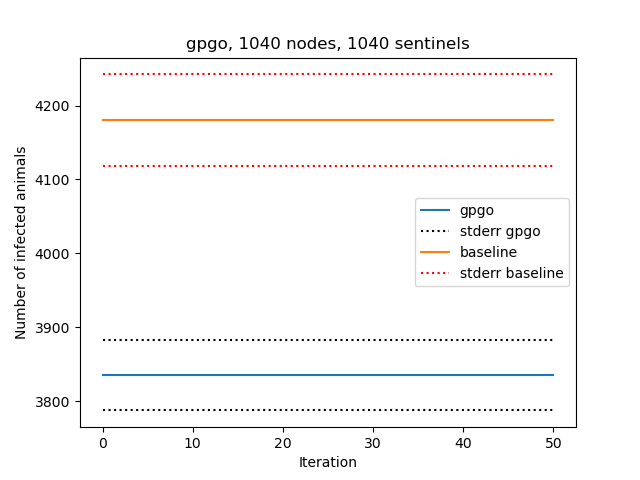 gpgo, 1040 nodes, 1040 sentinels
Number of infected animals
4200
4100
4000
3900
3800
gpgo
stderr gpgo
baseline
stderr baseline
0
10
20
30
40
50
Iteration